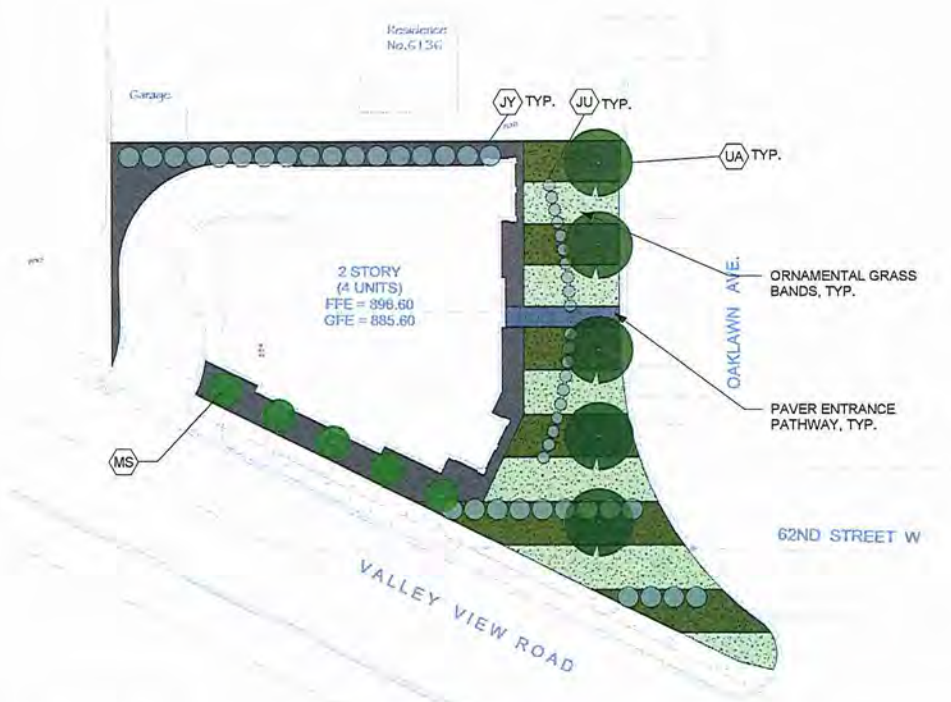 Residence
No.6136
Garage
JY TYP.
JU TYP.
UA TYP.
2 STORY
(4 UNITS)
FFE = 896.60
GFE = 885.60
OAKLAWN AVE.
ORNAMENTAL GRASS
BANDS, TYP.
PAVER ENTRANCE
PATHWAY, TYP.
MS
62ND STREET W
VALLEY VIEW ROAD